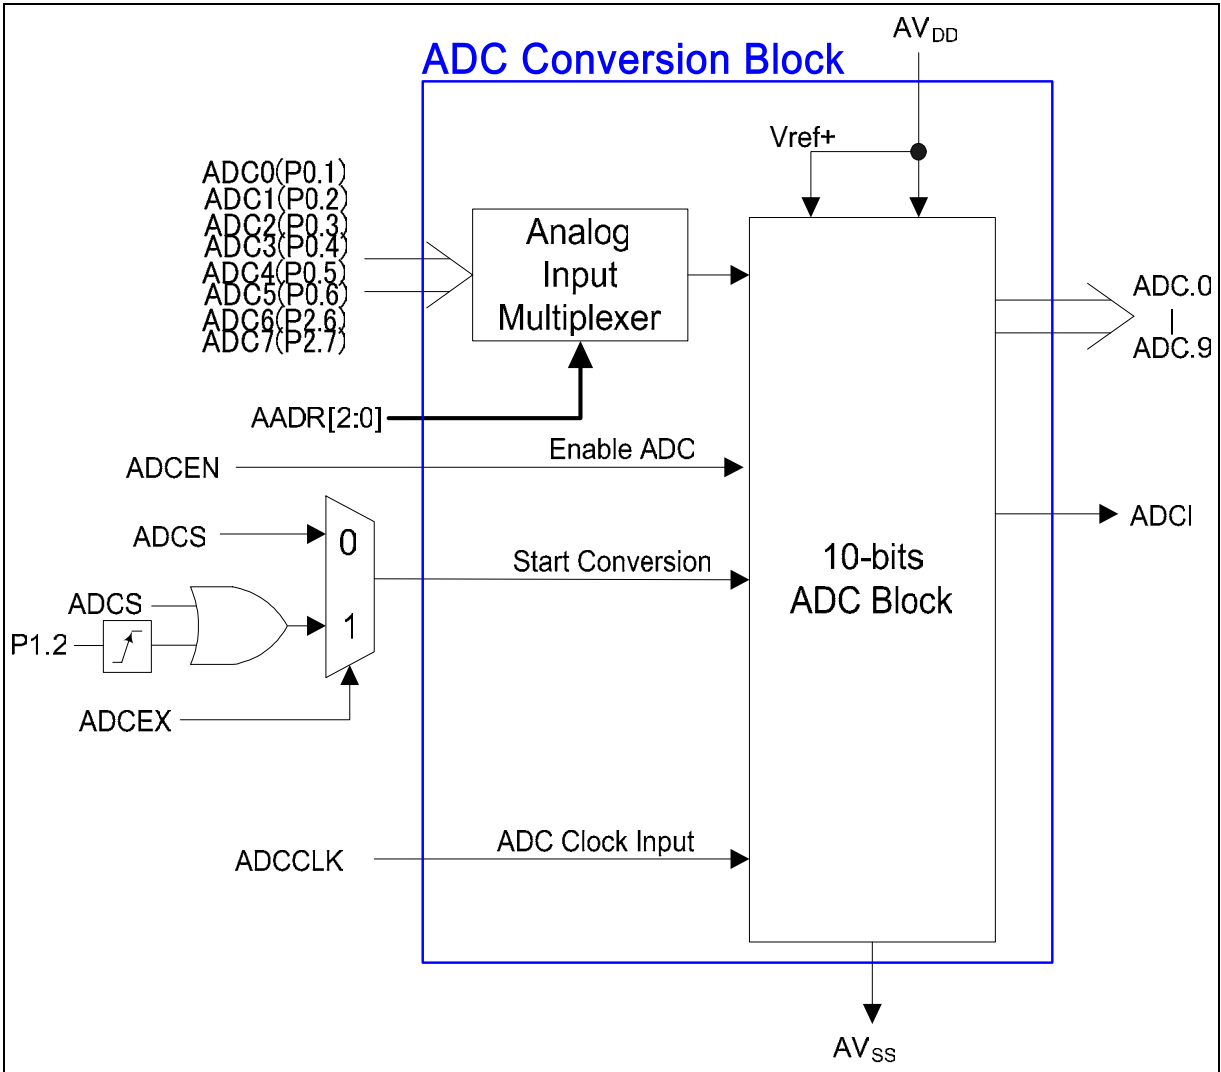 AVDD
ADC Conversion Block
Vref+
ADC0(P0.1)
ADC1(P0.2)
ADC2(P0.3)
ADC3(P0.4)
ADC4(P0.5)
ADC5(P0.6)
ADC6(P2.6)
ADC7(P2.7)
Analog
Input
Multiplexer
ADC.0
ADC.9
AADR[2:0]
Enable ADC
ADCEN
ADCS
0
Start Conversion
10-bits
ADC Block
ADCI
ADCS
1
P1.2
ADCEX
ADC Clock Input
ADCCLK
AVSS